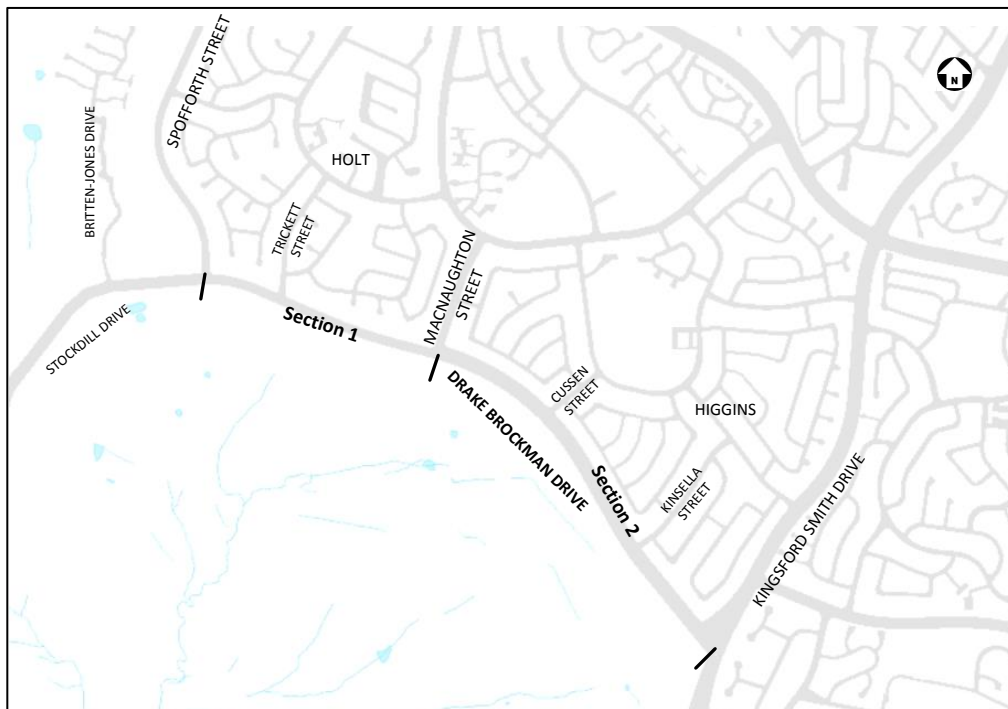 SPOFFORTH STREET
N
BRITTEN-JONES DRIVE
HOLT
TRICKETT
STREET
MACNAUGHTON
STREET
STOCKDILL DRIVE
Section 1
DRAKE BROCKMAN DRIVE
CUSSEN
STREET
HIGGINS
Section 2
KINSELLA
STREET
KINGSFORD SMITH DRIVE